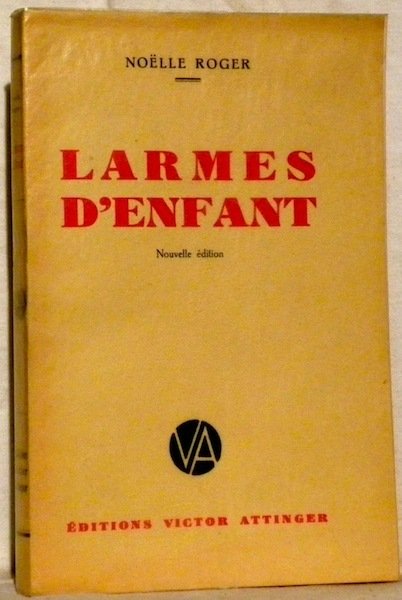 NOËLLE ROGER
LARMES
D'ENFANT
Nouvelle édition
VA
ÉDITIONS VICTOR ATTINGER